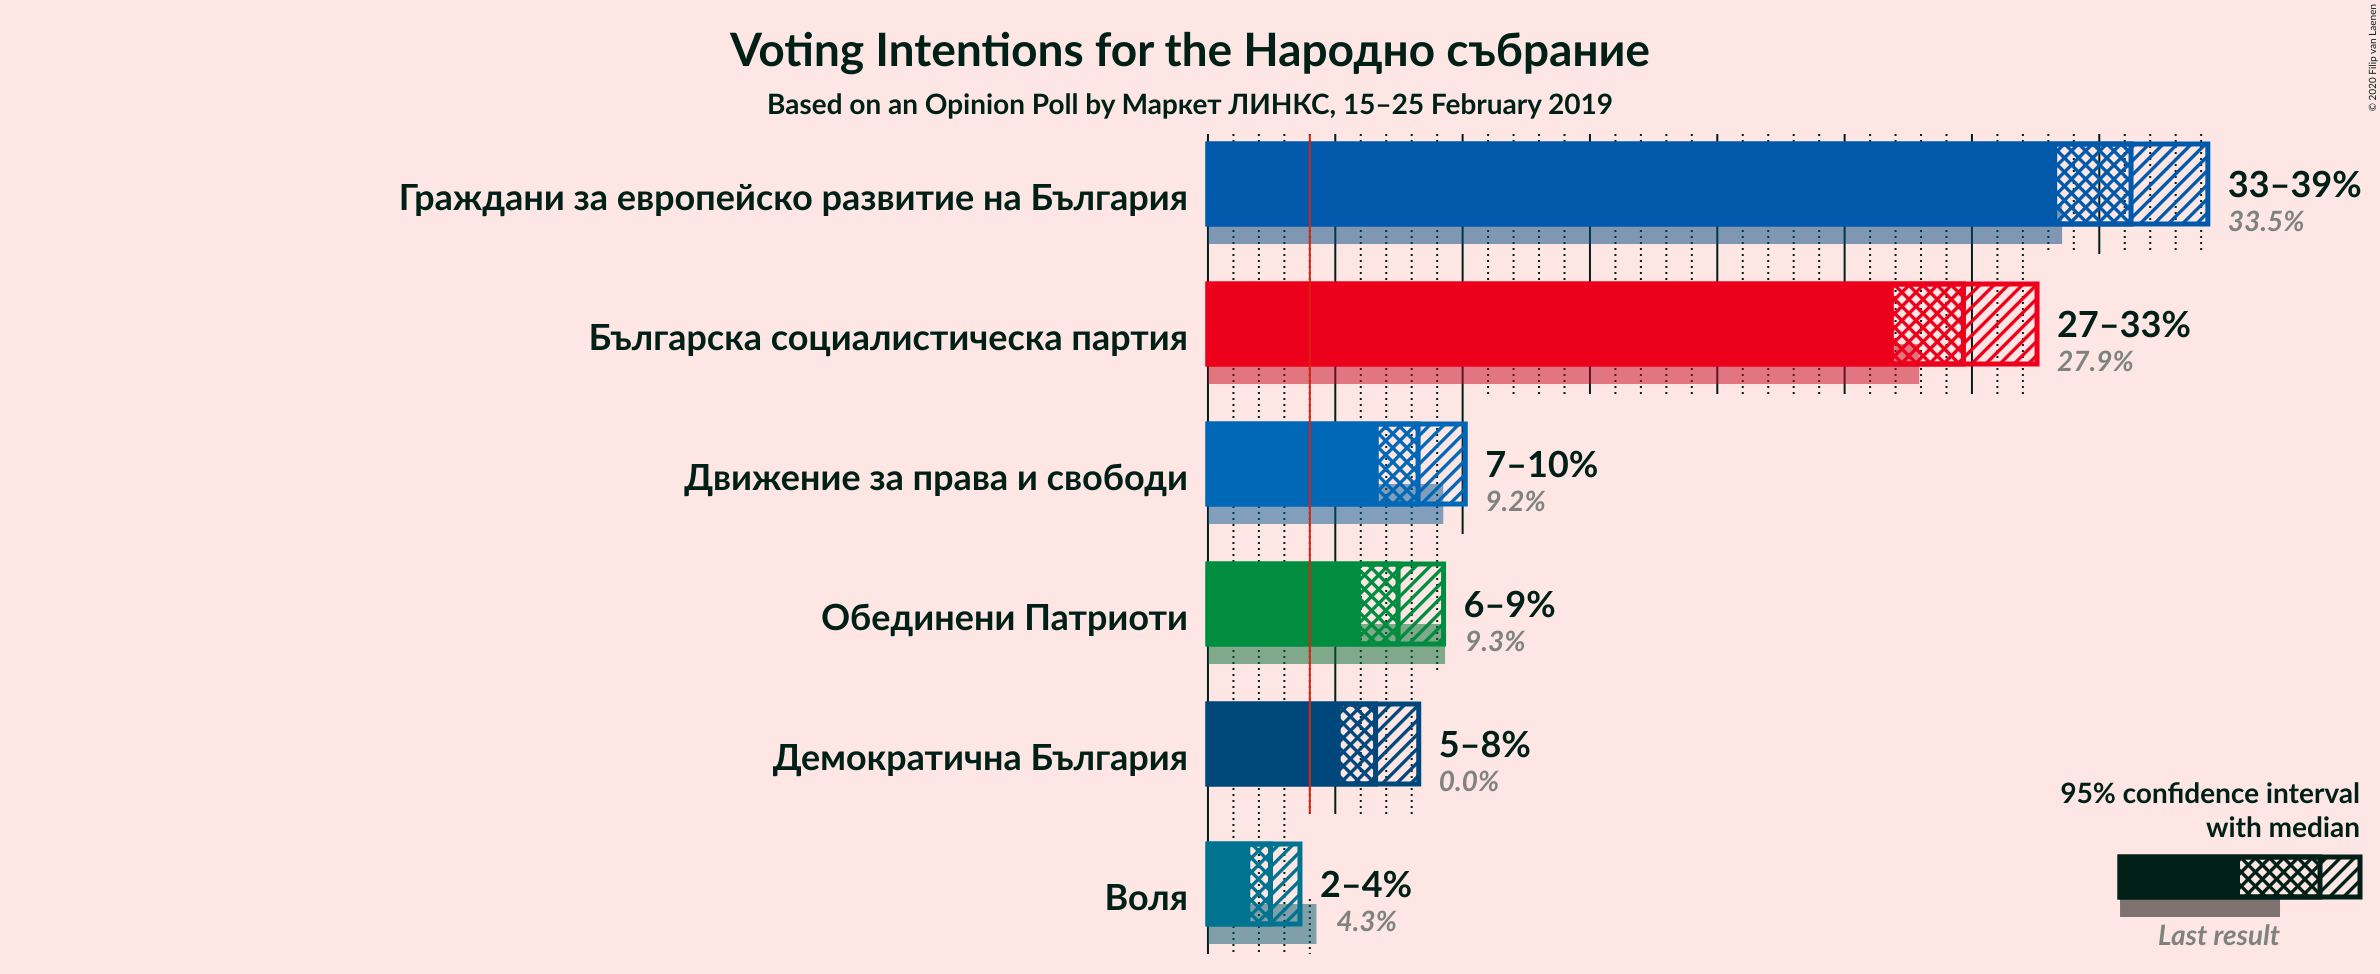 Voting Intentions for the Народно събрание
Based on an Opinion Poll by Маркет ЛИНКС, 15–25 February 2019
© 2020 Filip van Laenen
Граждани за европейско развитие на България
33–39%
33.5%
Българска социалистическа партия
27–33%
27.9%
Движение за права и свободи
7–10%
9.2%
Обединени Патриоти
6–9%
9.3%
Демократична България
5–8%
0.0%
Воля
2–4%
4.3%
95% confidence interval
with median
Last result